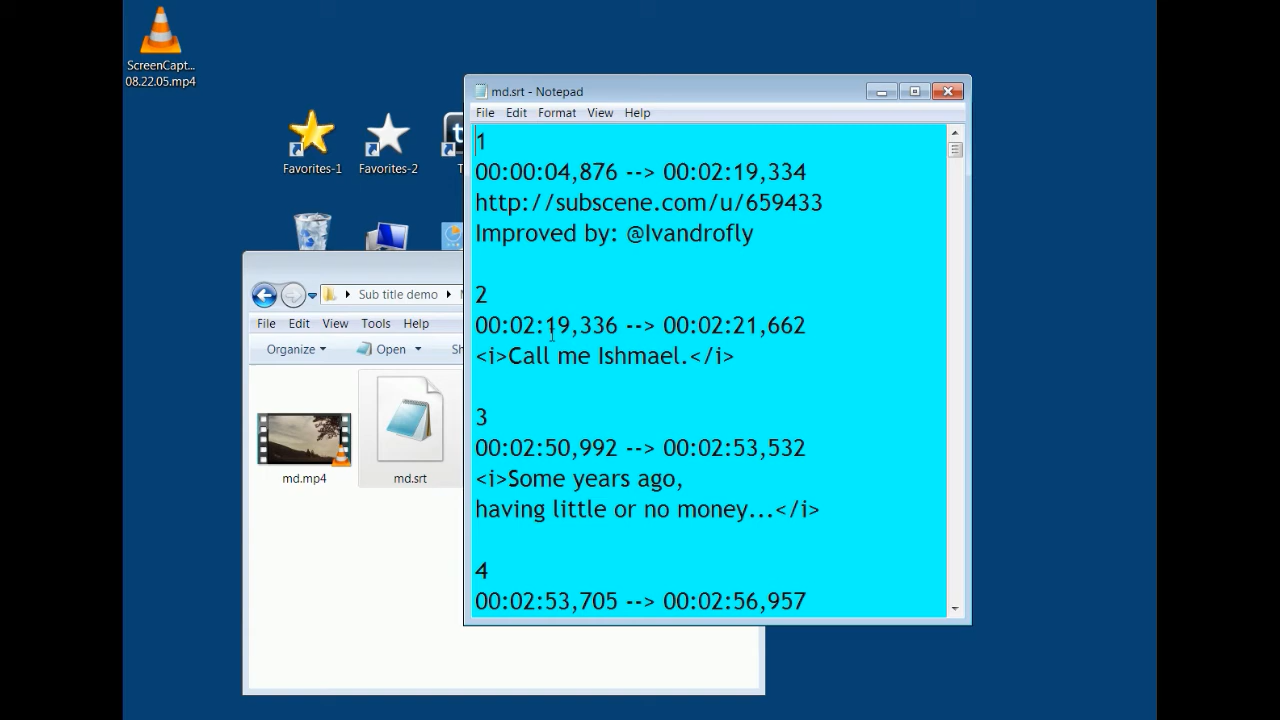 ScreenCapt...
08.22.05.mp4
Favorites-1
Favorites-2
md.srt - Notepad
File Edit Format View Help
1
00:00:04,876 --> 00:02:19,334
http://subscene.com/u/659433
Improved by: @Ivandrofly
2
00:02:19,336 --> 00:02:21,662
<i>Call me Ishmael.</i>
3
00:02:50,992 --> 00:02:53,532
<i>Some years ago,
having little or no money...</i>
4
00:02:53,705 --> 00:02:56,957
Sub title demo
File Edit View Tools Help
Organize Open
md.mp4
md.srt